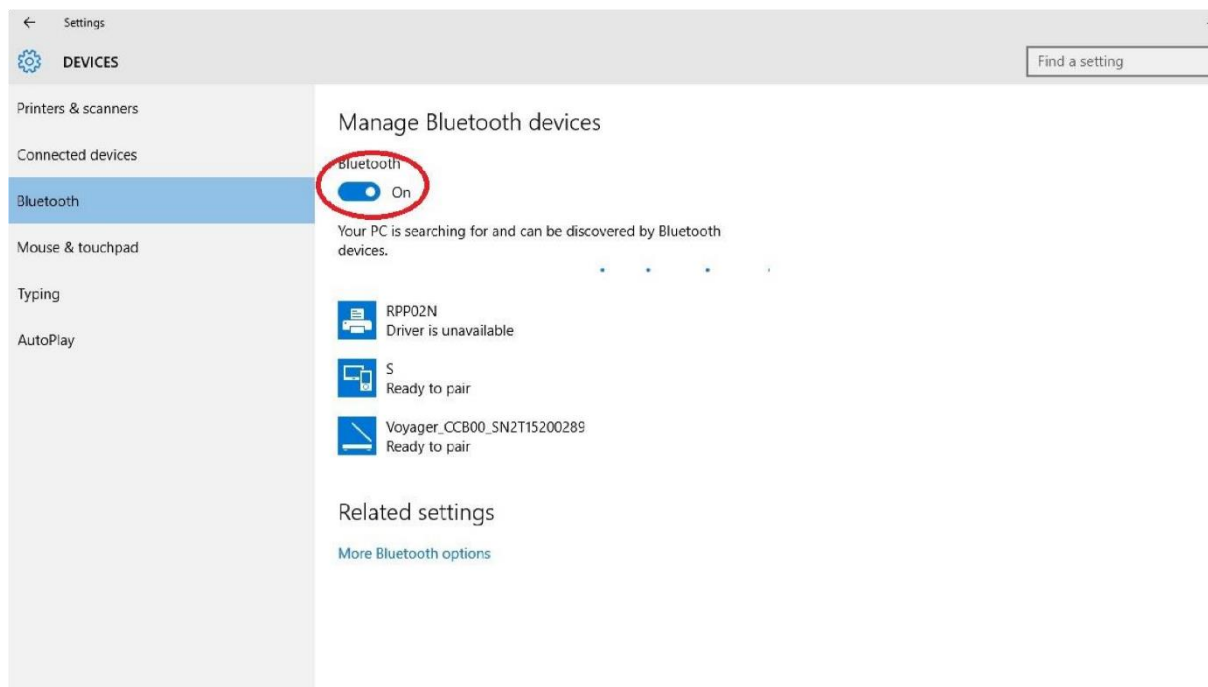 Settings
DEVICES
Find a setting
Printers & scanners
Connected devices
Bluetooth
Mouse & touchpad
Typing
AutoPlay
Manage Bluetooth devices
Bluetooth
On
Your PC is searching for and can be discovered by Bluetooth
devices.
RPP02N
Driver is unavailable
S
Ready to pair
Voyager_CCB00_SN2T15200289
Ready to pair
Related settings
More Bluetooth options